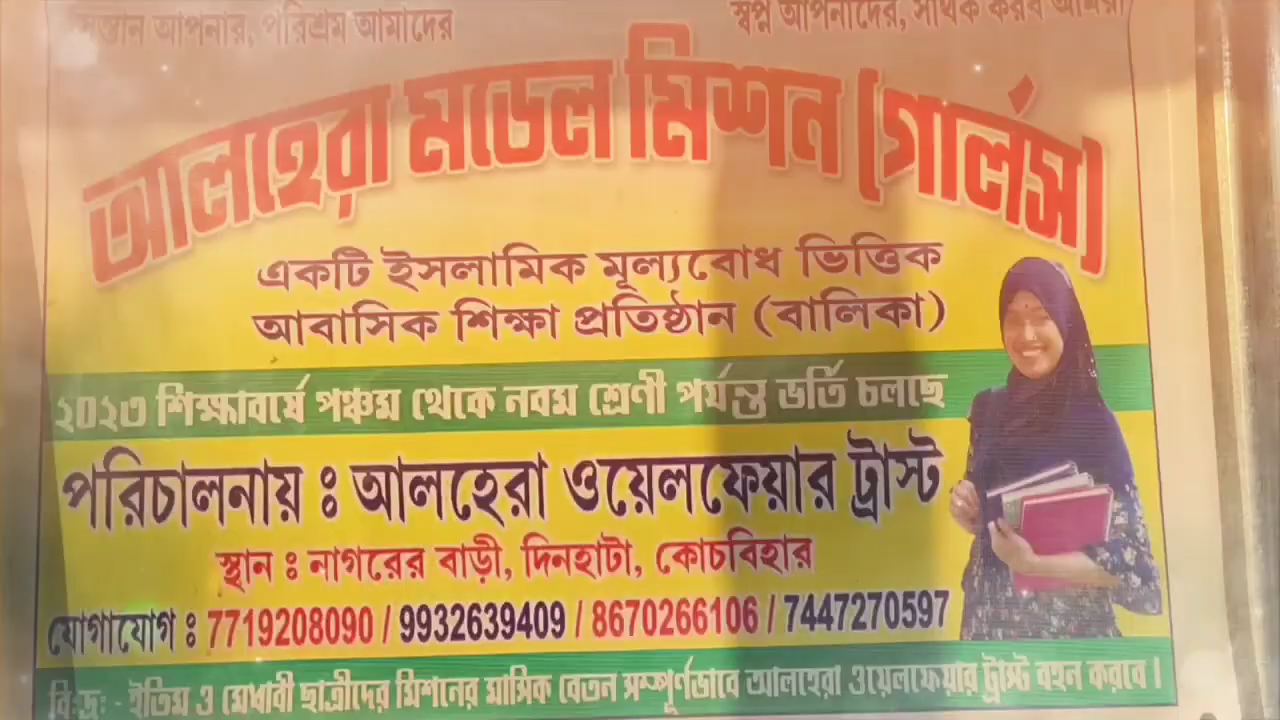 সন্তান আপনার, পরিশ্রম আমাদের
স্বপ্ন আপনাদের, সার্থক করব আমরা
আলহেরা মডেল মিশন (গার্লস)
একটি ইসলামিক মূল্যবোধ ভিত্তিক
আবাসিক শিক্ষা প্রতিষ্ঠান (বালিকা)
২০২৩ শিক্ষাবর্ষে পঞ্চম থেকে নবম শ্রেণী পর্যন্ত ভর্তি চলছে
পরিচালনায় ঃ আলহেরা ওয়েলফেয়ার ট্রাস্ট
স্থান ঃ নাগরের বাড়ী, দিনহাটা, কোচবিহার
যোগাযোগ ঃ 7719208090 / 9932639409 / 8670266106 / 7447270597
বি:দ্র: - ইতিম ও মেধাবী ছাত্রীদের মিশনের মাসিক বেতন সম্পূর্ণভাবে আলহেরা ওয়েলফেয়ার ট্রাস্ট বহন করবে।